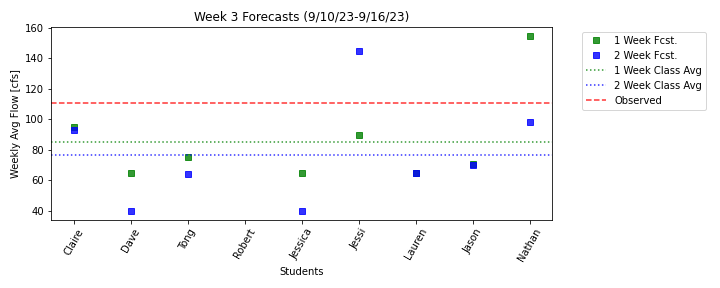 Week 3 Forecasts (9/10/23-9/16/23)
Weekly Avg Flow [cfs]
160
140
120
100
80
60
40
Claire
Dave
Tong
Robert
Jessica
Jessi
Lauren
Jason
Nathan
Students
1 Week Fcst.
2 Week Fcst.
1 Week Class Avg
2 Week Class Avg
Observed